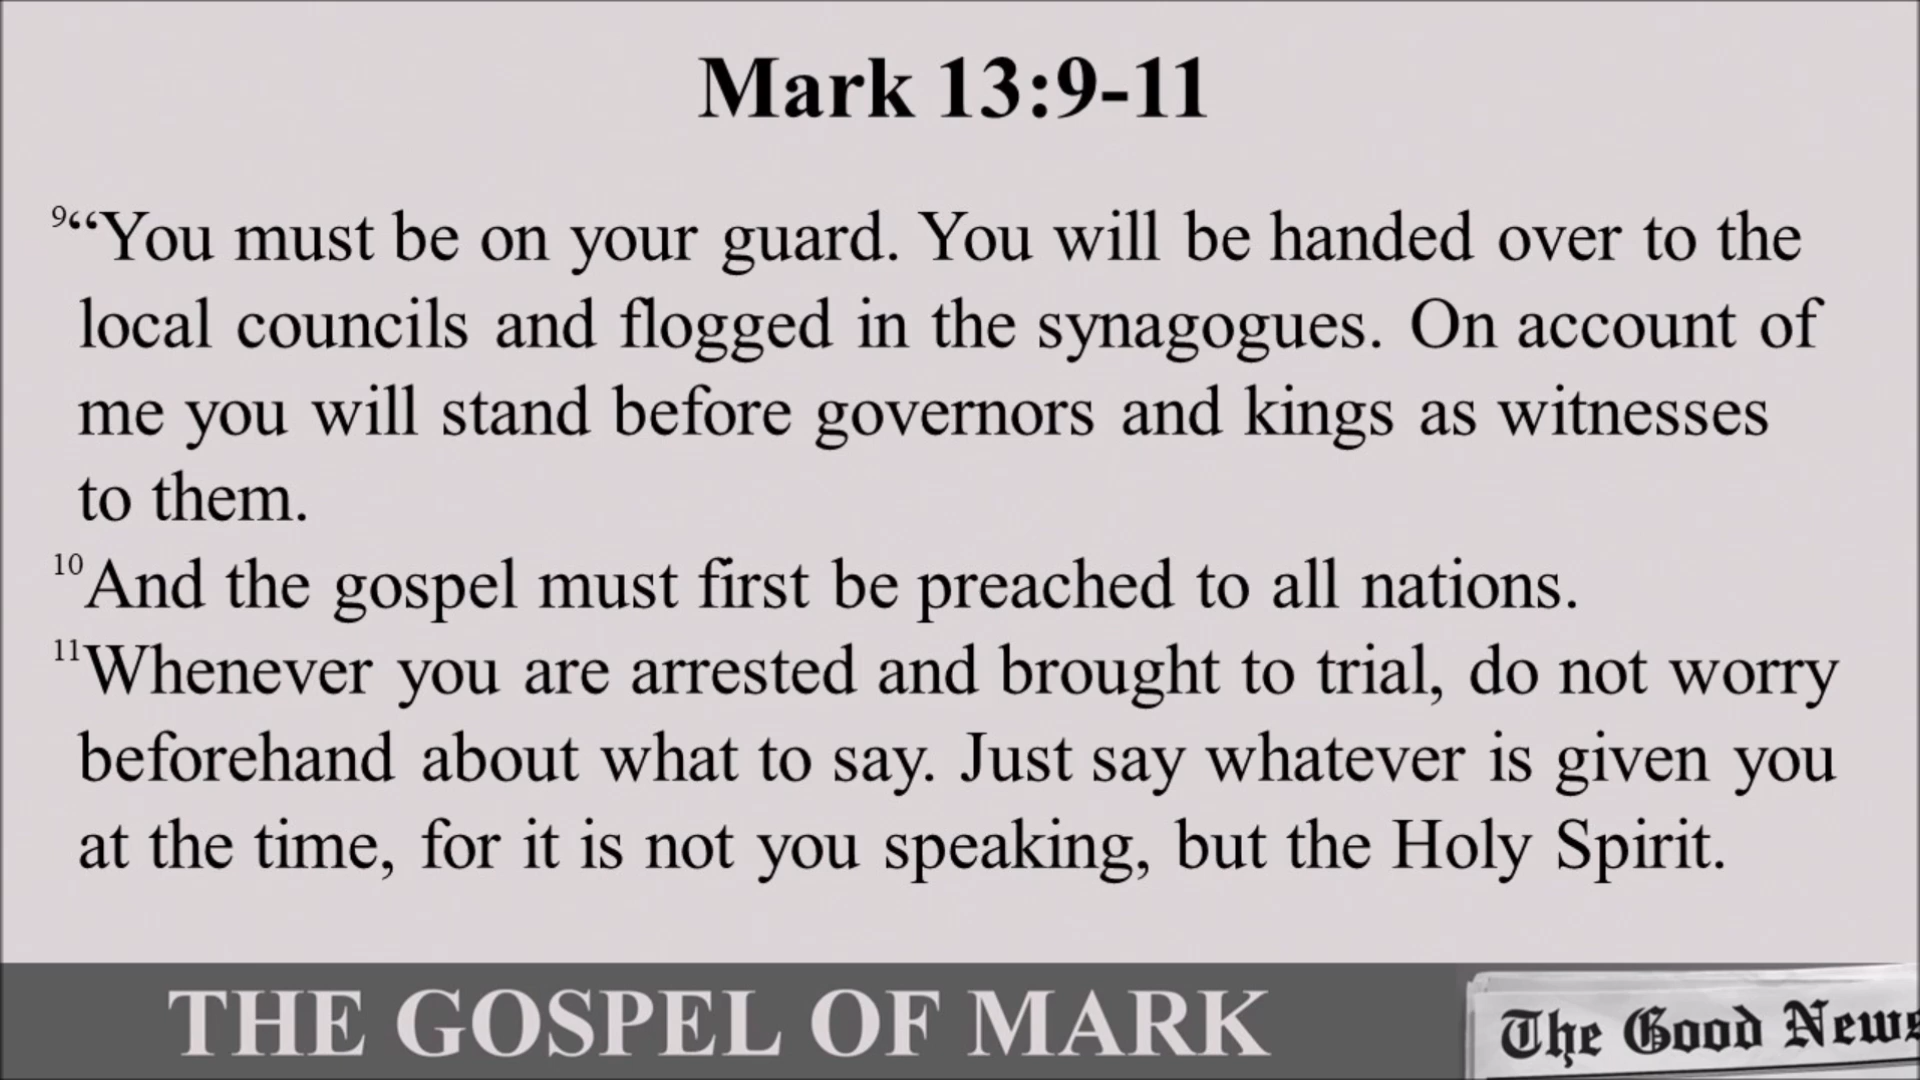 Mark 13:9-11
9“You must be on your guard. You will be handed over to the
local councils and flogged in the synagogues. On account of
me you will stand before governors and kings as witnesses
to them.
10And the gospel must first be preached to all nations.
11Whenever you are arrested and brought to trial, do not worry
beforehand about what to say. Just say whatever is given you
at the time, for it is not you speaking, but the Holy Spirit.
THE GOSPEL OF MARK
The Good News